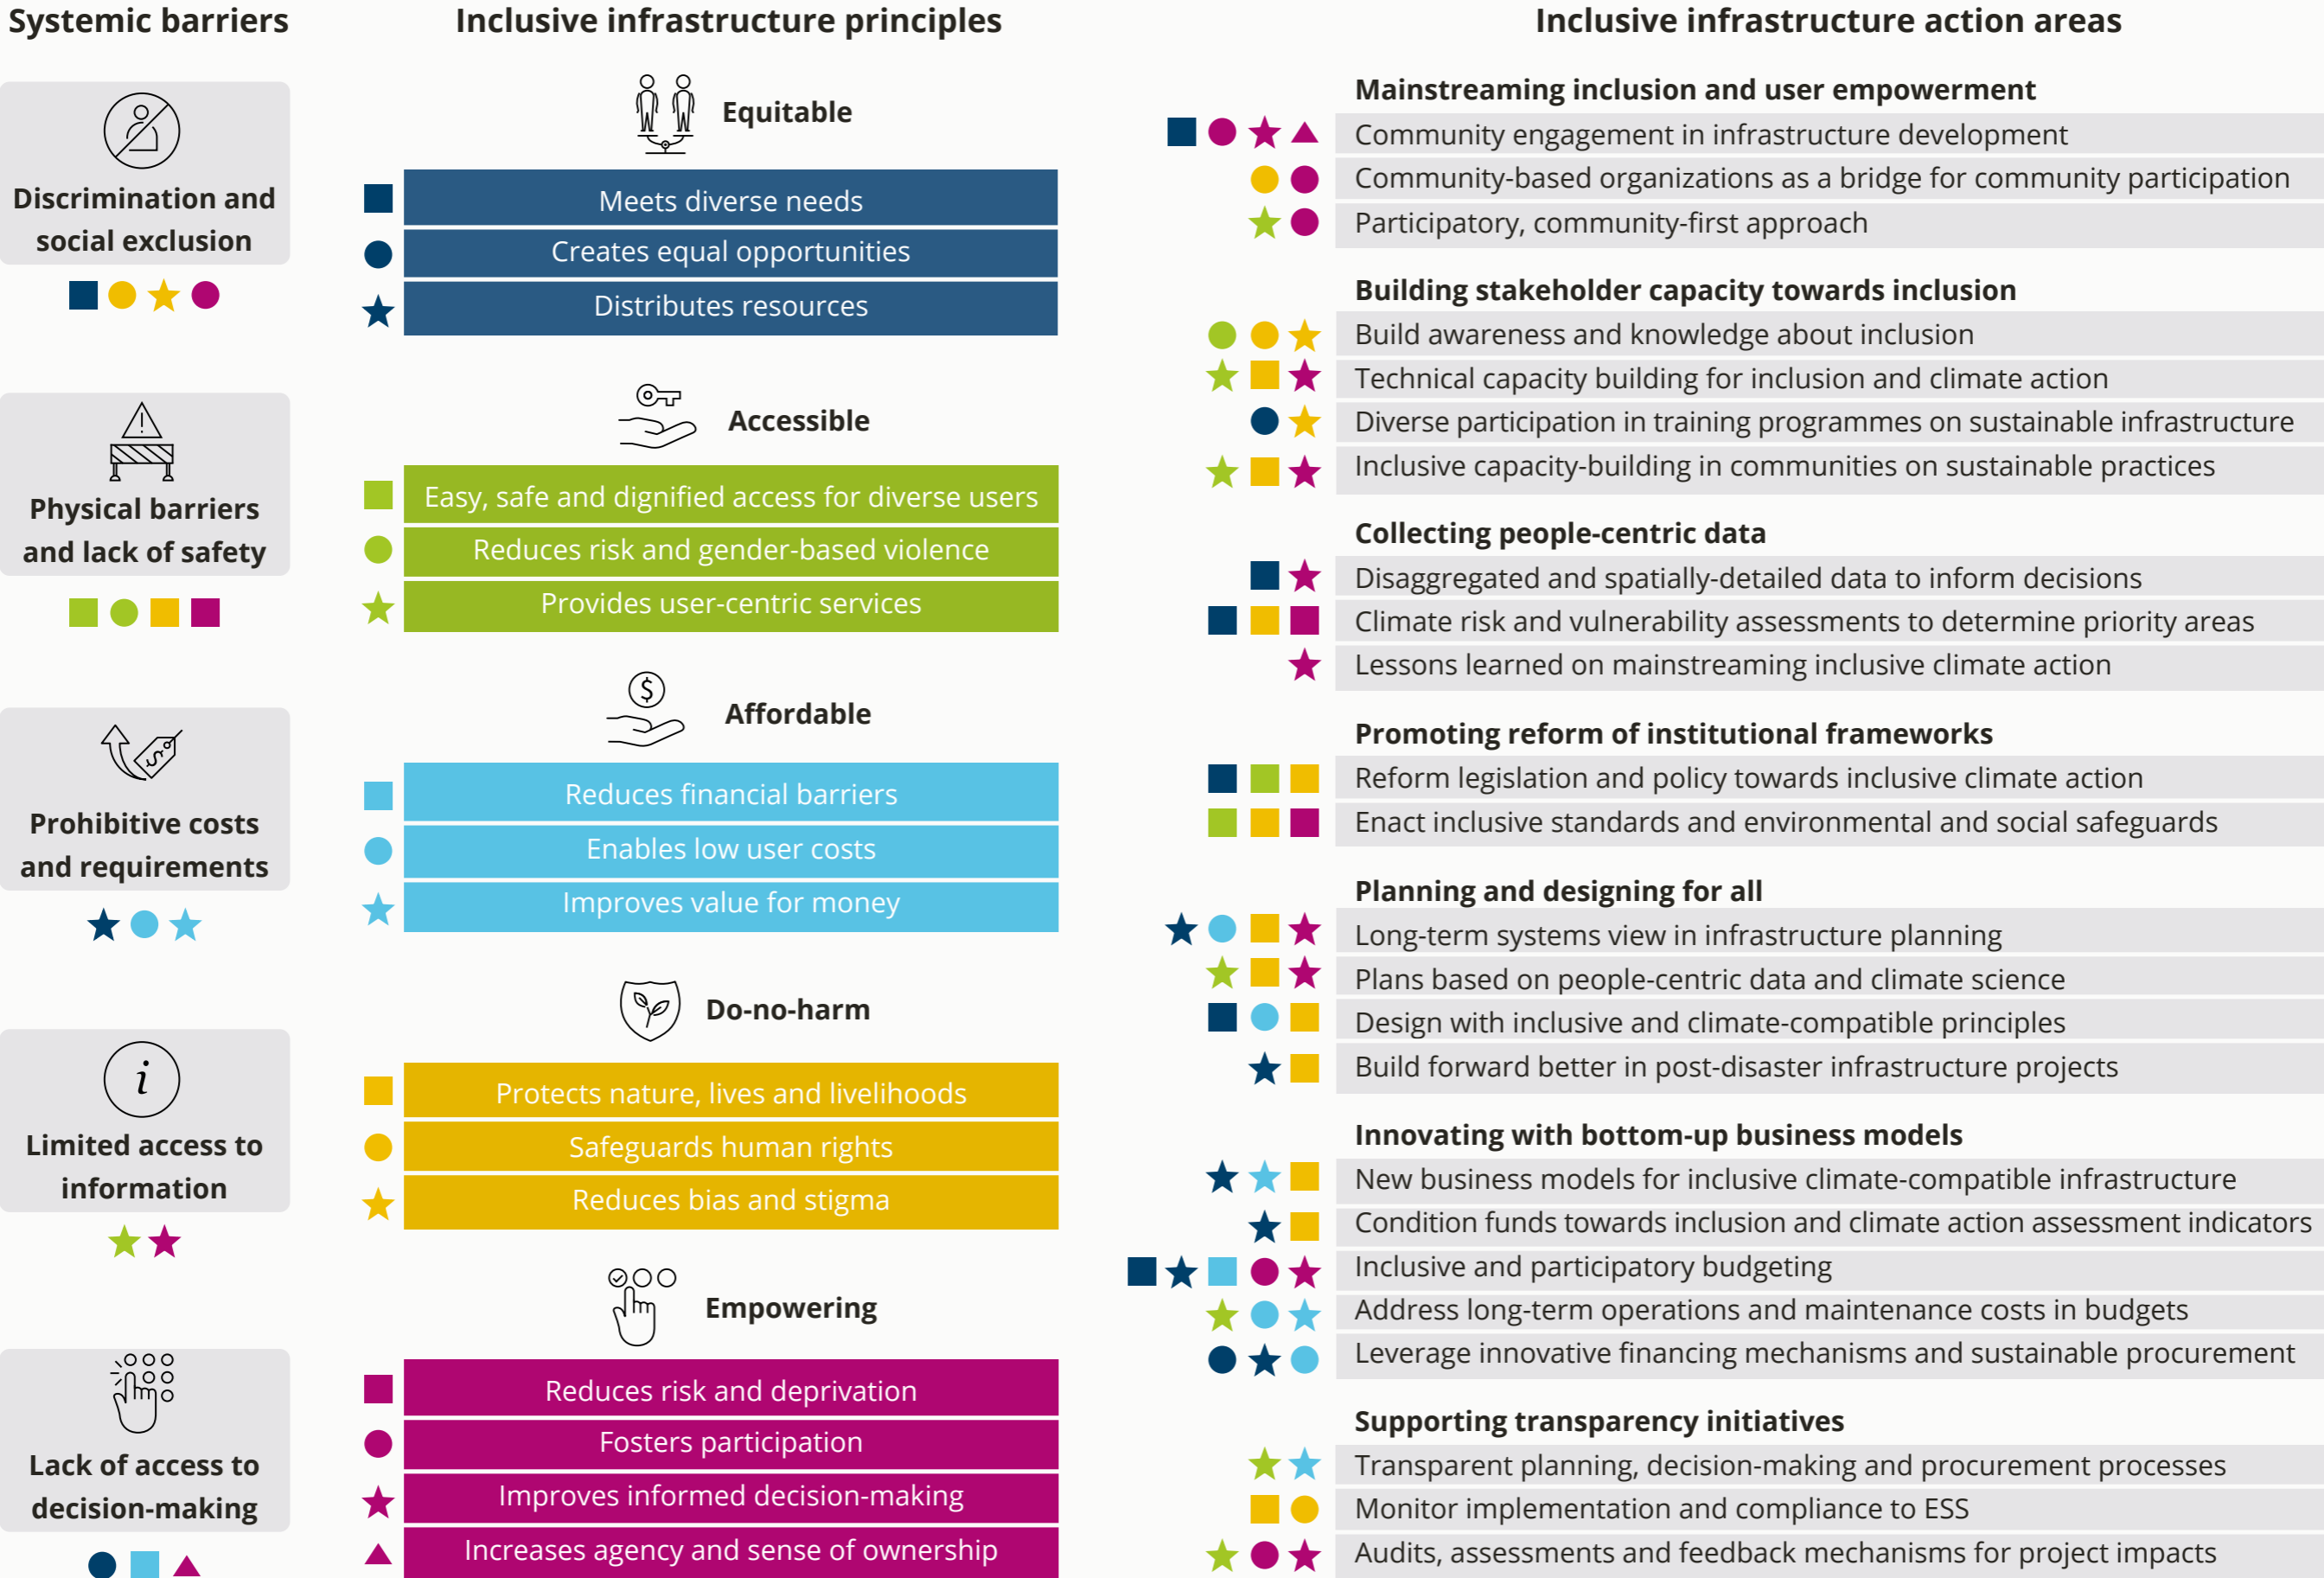 Systemic barriers
Discrimination and
social exclusion
Physical barriers
and lack of safety
Prohibitive costs
and requirements
i
Limited access to
information
Lack of access to
decision-making
Inclusive infrastructure principles
Equitable
Meets diverse needs
Creates equal opportunities
Distributes resources
Accessible
Easy, safe and dignified access for diverse users
Reduces risk and gender-based violence
Provides user-centric services
$
Affordable
Reduces financial barriers
Enables low user costs
Improves value for money
Do-no-harm
Protects nature, lives and livelihoods
Safeguards human rights
Reduces bias and stigma
Empowering
Reduces risk and deprivation
Fosters participation
Improves informed decision-making
Increases agency and sense of ownership
Inclusive infrastructure action areas
Mainstreaming inclusion and user empowerment
Community engagement in infrastructure development
Community-based organizations as a bridge for community participation
Participatory, community-first approach
Building stakeholder capacity towards inclusion
Build awareness and knowledge about inclusion
Technical capacity building for inclusion and climate action
Diverse participation in training programmes on sustainable infrastructure
Inclusive capacity-building in communities on sustainable practices
Collecting people-centric data
Disaggregated and spatially-detailed data to inform decisions
Climate risk and vulnerability assessments to determine priority areas
Lessons learned on mainstreaming inclusive climate action
Promoting reform of institutional frameworks
Reform legislation and policy towards inclusive climate action
Enact inclusive standards and environmental and social safeguards
Planning and designing for all
Long-term systems view in infrastructure planning
Plans based on people-centric data and climate science
Design with inclusive and climate-compatible principles
Build forward better in post-disaster infrastructure projects
Innovating with bottom-up business models
New business models for inclusive climate-compatible infrastructure
Condition funds towards inclusion and climate action assessment indicators
Inclusive and participatory budgeting
Address long-term operations and maintenance costs in budgets
Leverage innovative financing mechanisms and sustainable procurement
Supporting transparency initiatives
Transparent planning, decision-making and procurement processes
Monitor implementation and compliance to ESS
Audits, assessments and feedback mechanisms for project impacts